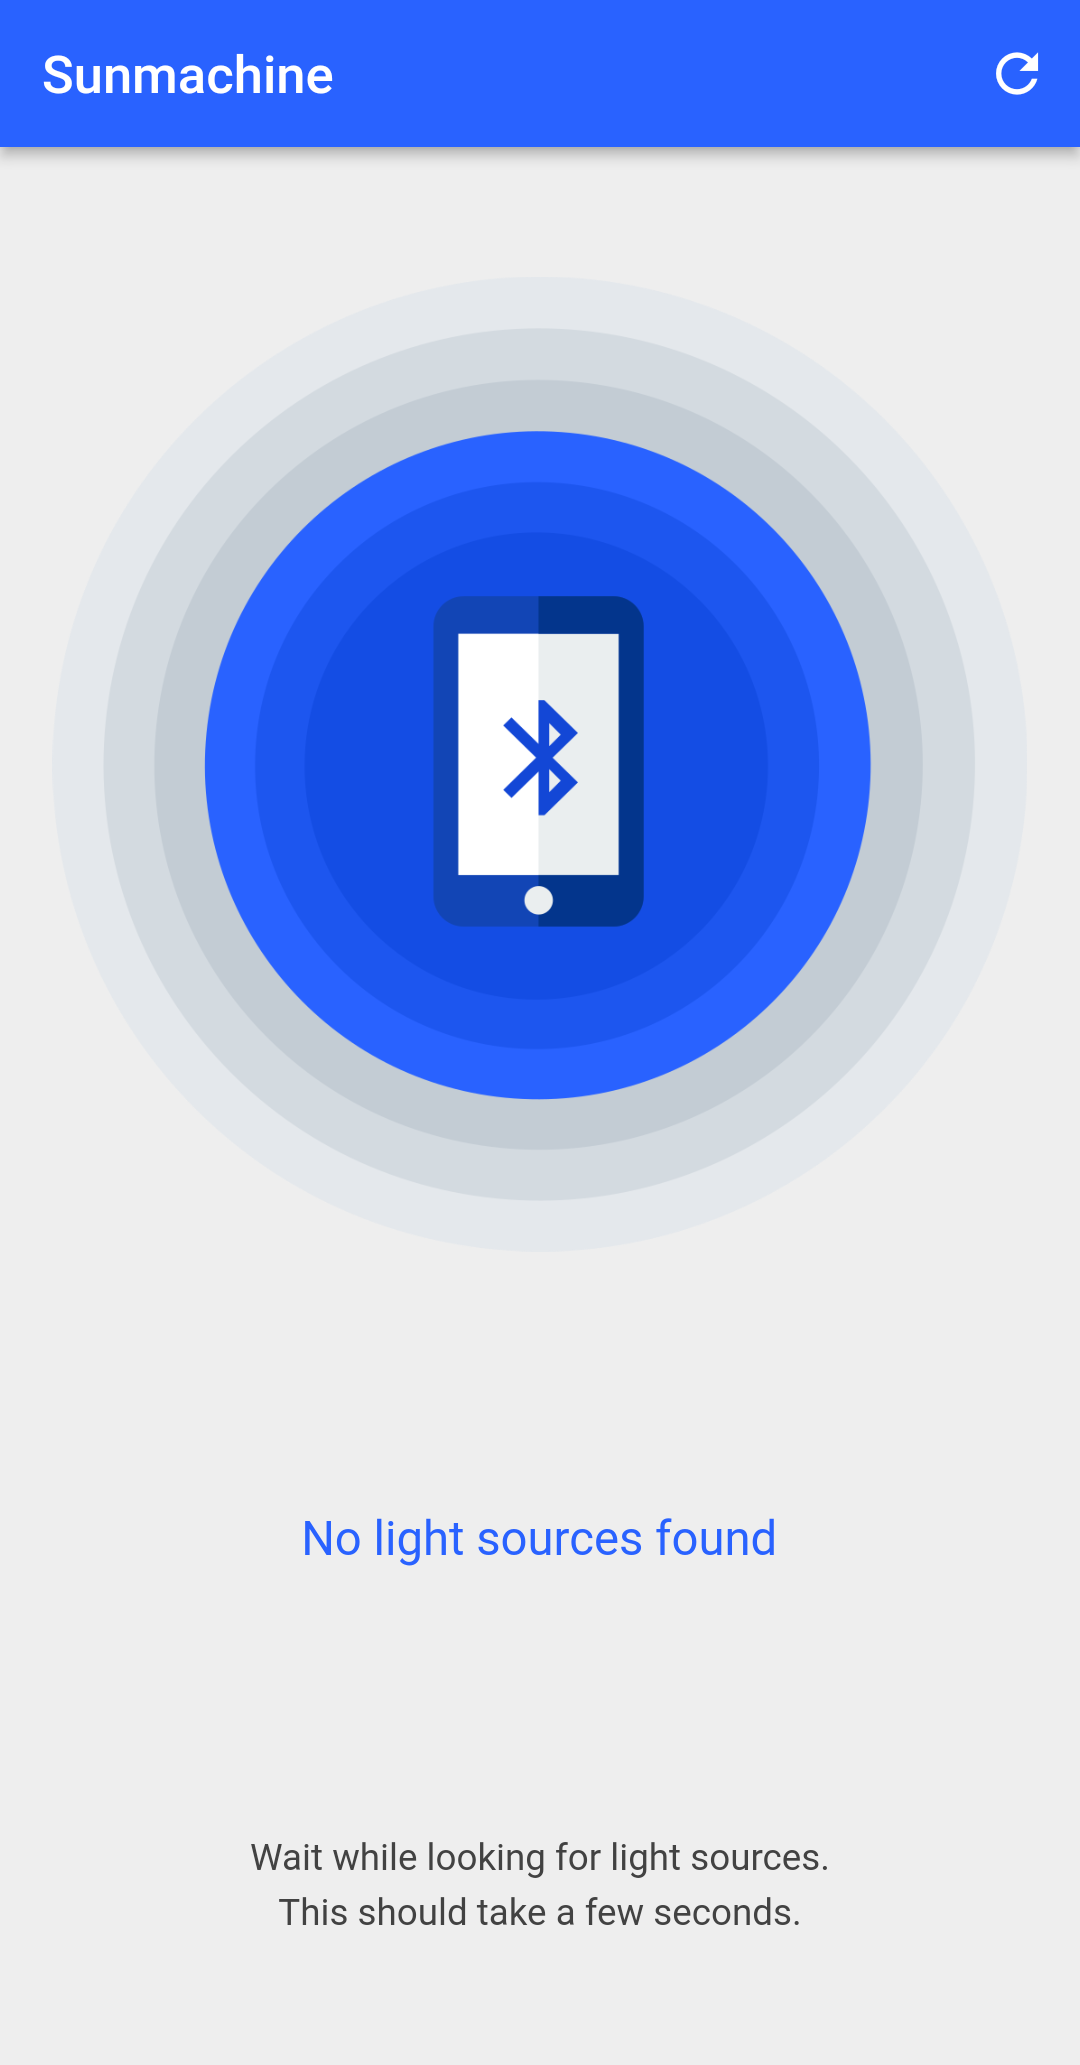 Sunmachine
No light sources found
Wait while looking for light sources.
This should take a few seconds.